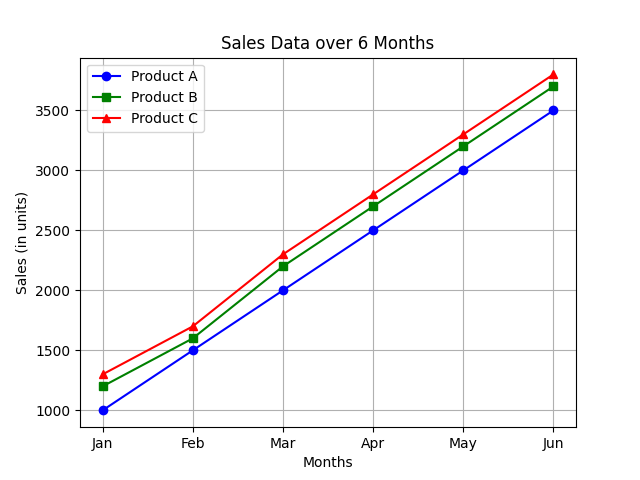 Sales Data over 6 Months
Product A
Product B
Product C
3500
3000
2500
2000
1500
1000
Sales (in units)
Jan Feb Mar Apr May Jun
Months